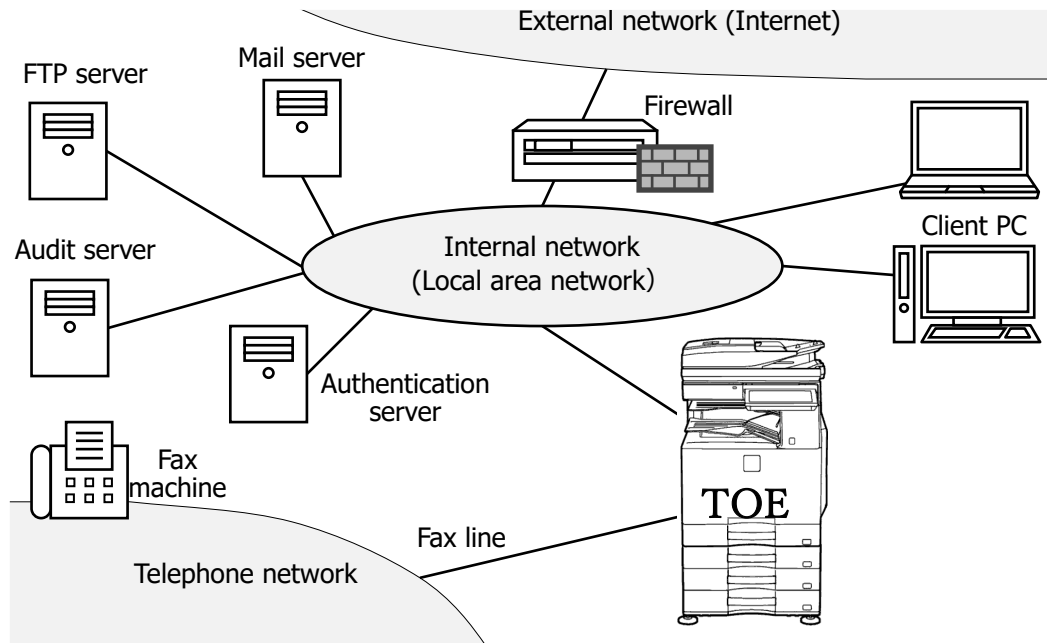 External network (Internet)
Mail server
FTP server
Firewall
Client PC
Internal network
(Local area network）
Audit server
Authentication
server
Fax
machine
TOE
Fax line
Telephone network